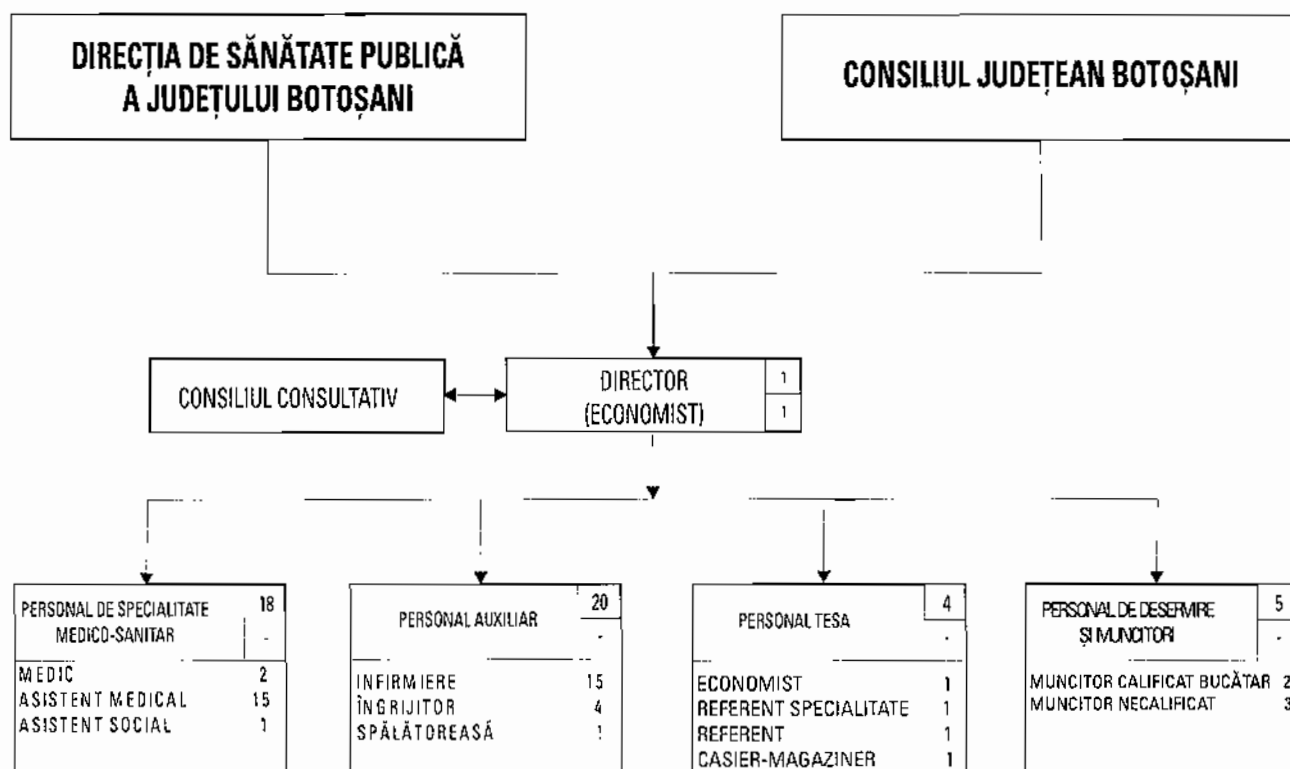 DIRECȚIA DE SĂNĂTATE PUBLICĂ
A JUDEȚULUI BOTOȘANI
CONSILIUL JUDEȚEAN BOTOȘANI
CONSILIUL CONSULTATIV
DIRECTOR 1
(ECONOMIST) 1
PERSONAL DE SPECIALITATE 18
MEDICO-SANITAR -
MEDIC 2
ASISTENT MEDICAL 15
ASISTENT SOCIAL 1
PERSONAL AUXILIAR 20
-
INFIRMIERE 15
ÎNGRIJITOR 4
SPĂLĂTOREASĂ 1
PERSONAL TESA 4
-
ECONOMIST 1
REFERENT SPECIALITATE 1
REFERENT 1
CASIER-MAGAZINER 1
PERSONAL DE DESERVIRE 5
ȘI MUNCITORI -
MUNCITOR CALIFICAT BUCĂTAR 2
MUNCITOR NECALIFICAT 3